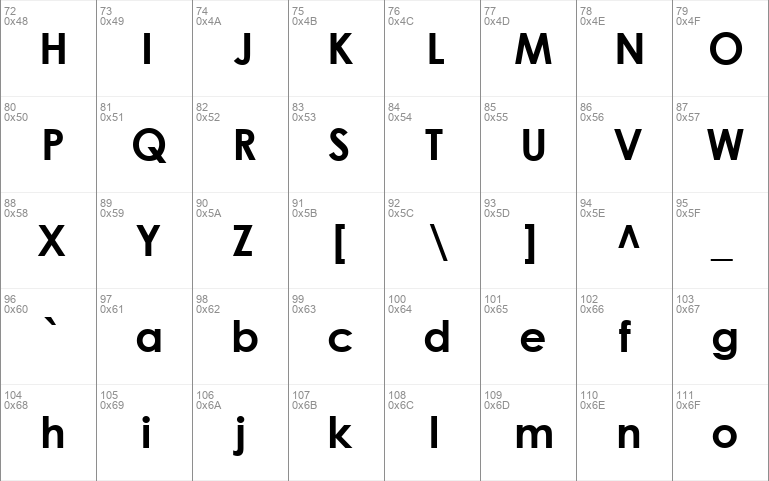 72 73 74 75 76 77 78 79
0x48 0x49 0x4A 0x4B 0x4C 0x4D 0x4E 0x4F
H I J K L M N O
80 81 82 83 84 85 86 87
0x50 0x51 0x52 0x53 0x54 0x55 0x56 0x57
P Q R S T U V W
88 89 90 91 92 93 94 95
0x58 0x59 0x5A 0x5B 0x5C 0x5D 0x5E 0x5F
X Y Z [ \ ] ^ _
96 97 98 99 100 101 102 103
0x60 0x61 0x62 0x63 0x64 0x65 0x66 0x67
` a b c d e f g
104 105 106 107 108 109 110 111
0x68 0x69 0x6A 0x6B 0x6C 0x6D 0x6E 0x6F
h i j k l m n o